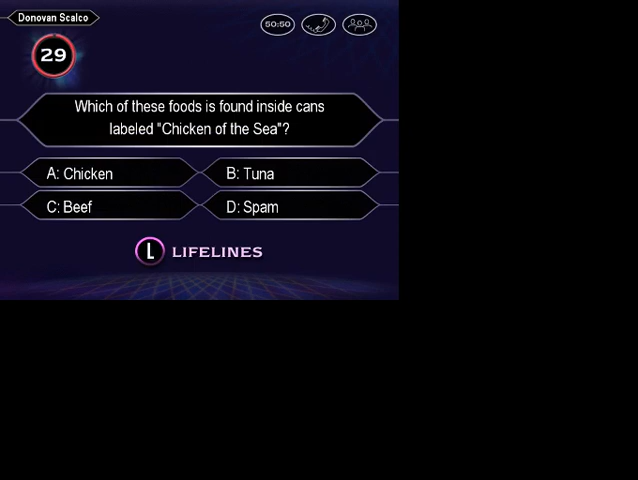 Donovan Scalco
50:50
29
Which of these foods is found inside cans
labeled "Chicken of the Sea"?
A: Chicken
B: Tuna
C: Beef
D: Spam
L LIFELINES